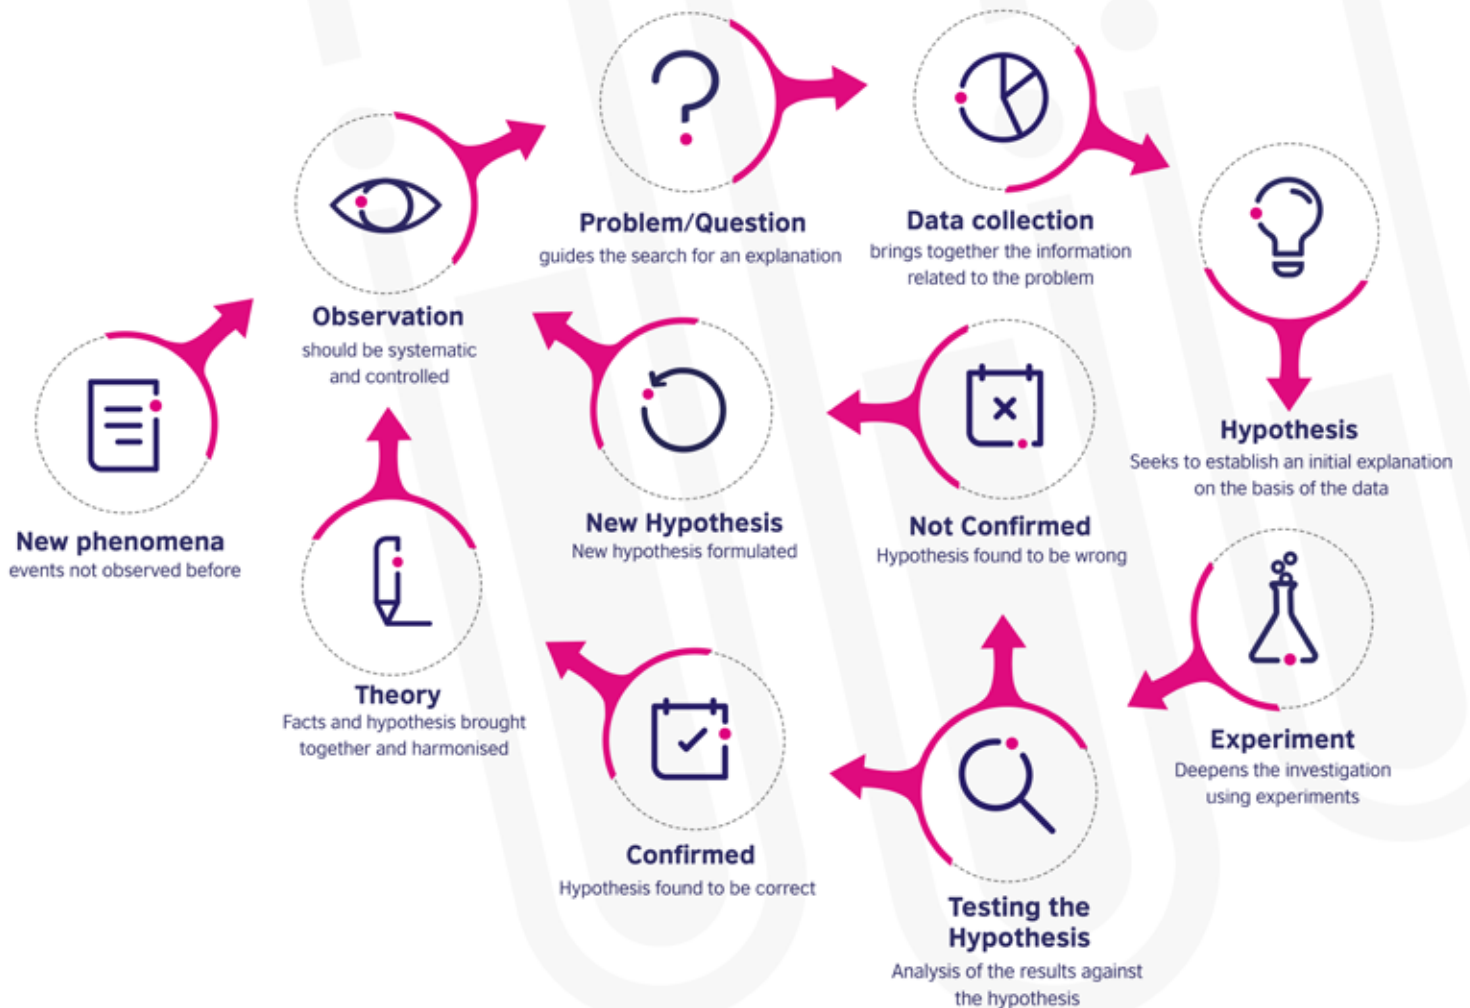 Problem/Question
guides the search for an explanation
Data collection
brings together the information
related to the problem
Observation
should be systematic
and controlled
Hypothesis
Seeks to establish an initial explanation
on the basis of the data
New phenomena
events not observed before
New Hypothesis
New hypothesis formulated
Not Confirmed
Hypothesis found to be wrong
Theory
Facts and hypothesis brought
together and harmonised
Experiment
Deepens the investigation
using experiments
Confirmed
Hypothesis found to be correct
Testing the
Hypothesis
Analysis of the results against
the hypothesis